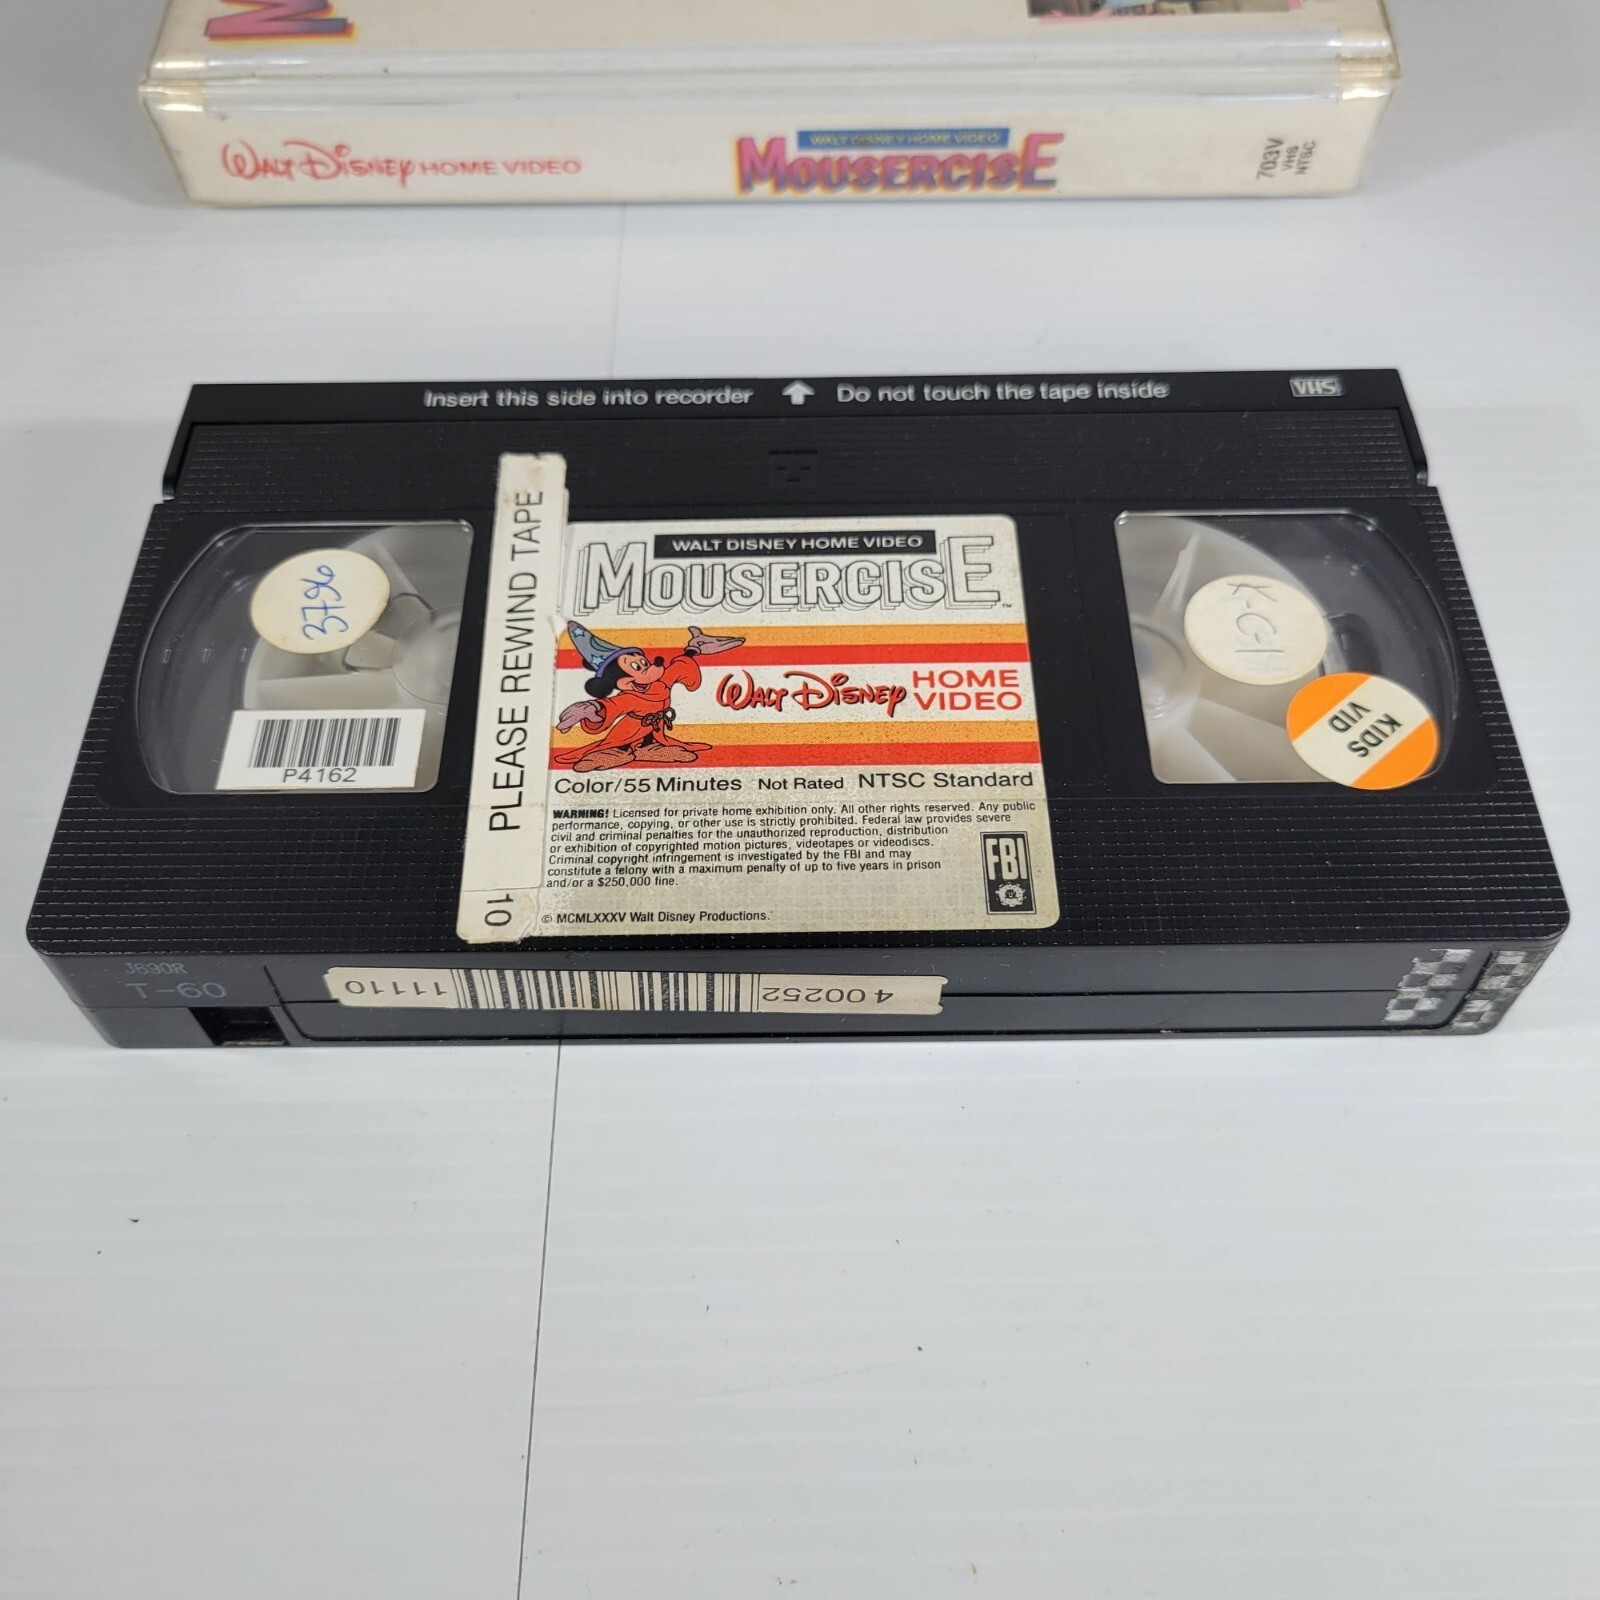 WALT DISNEY HOME VIDEO
WALT DISNEY HOME VIDEO
MOUSERCISE
703V
VHS
NTSC
Insert this side into recorder
Do not touch the tape inside
VHS
PLEASE REWIND TAPE
3796
P4162
WALT DISNEY HOME VIDEO
MOUSERCISE™
WALT DISNEY
HOME
VIDEO
Color/55 Minutes Not Rated NTSC Standard
WARNING! Licensed for private home exhibition only. All other rights reserved. Any public
performance, copying, or other use is strictly prohibited. Federal law provides severe
civil and criminal penalties for the unauthorized reproduction, distribution
or exhibition of copyrighted motion pictures, videotapes or videodiscs.
Criminal copyright infringement is investigated by the FBI and may
constitute a felony with a maximum penalty of up to five years in prison
and/or a $250,000 fine.
FBI
© MCMLXXXV Walt Disney Productions.
KIDS
VID
J690R
T-60
4 00252
11110